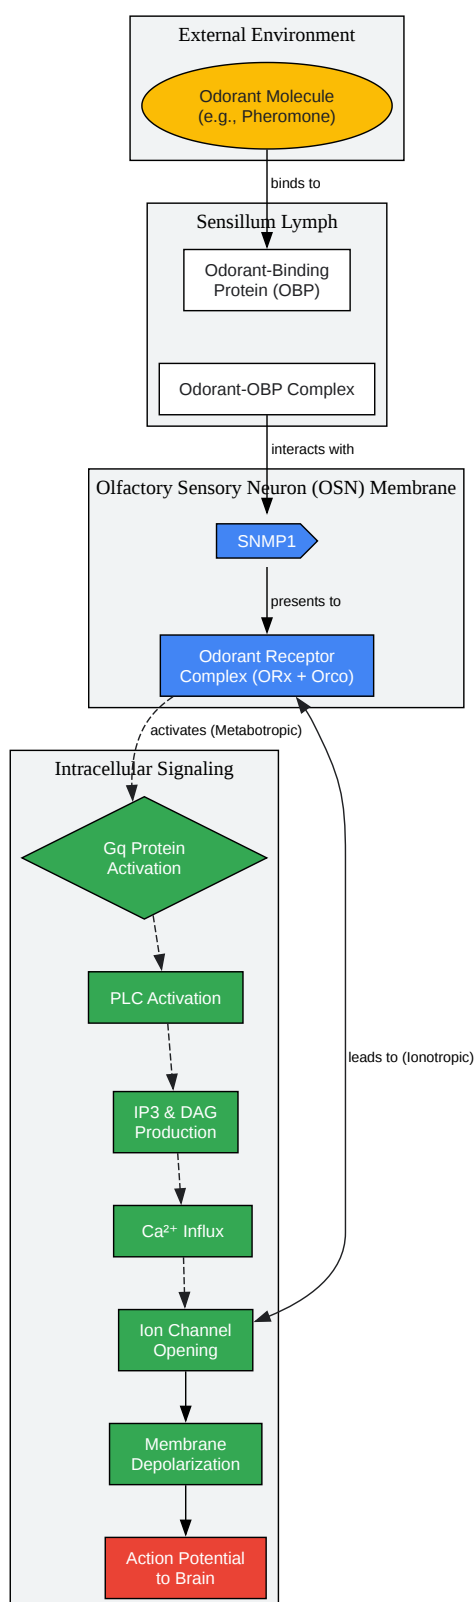 External Environment
Odorant Molecule
(e.g., Pheromone)
binds to
Sensillum Lymph
Odorant-Binding
Protein (OBP)
Odorant-OBP Complex
interacts with
Olfactory Sensory Neuron (OSN) Membrane
SNMP1
presents to
Odorant Receptor
Complex (ORx + Orco)
activates (Metabotropic)
Intracellular Signaling
Gq Protein
Activation
PLC Activation
leads to (Ionotropic)
IP3 & DAG
Production
Ca²⁺ Influx
Ion Channel
Opening
Membrane
Depolarization
Action Potential
to Brain